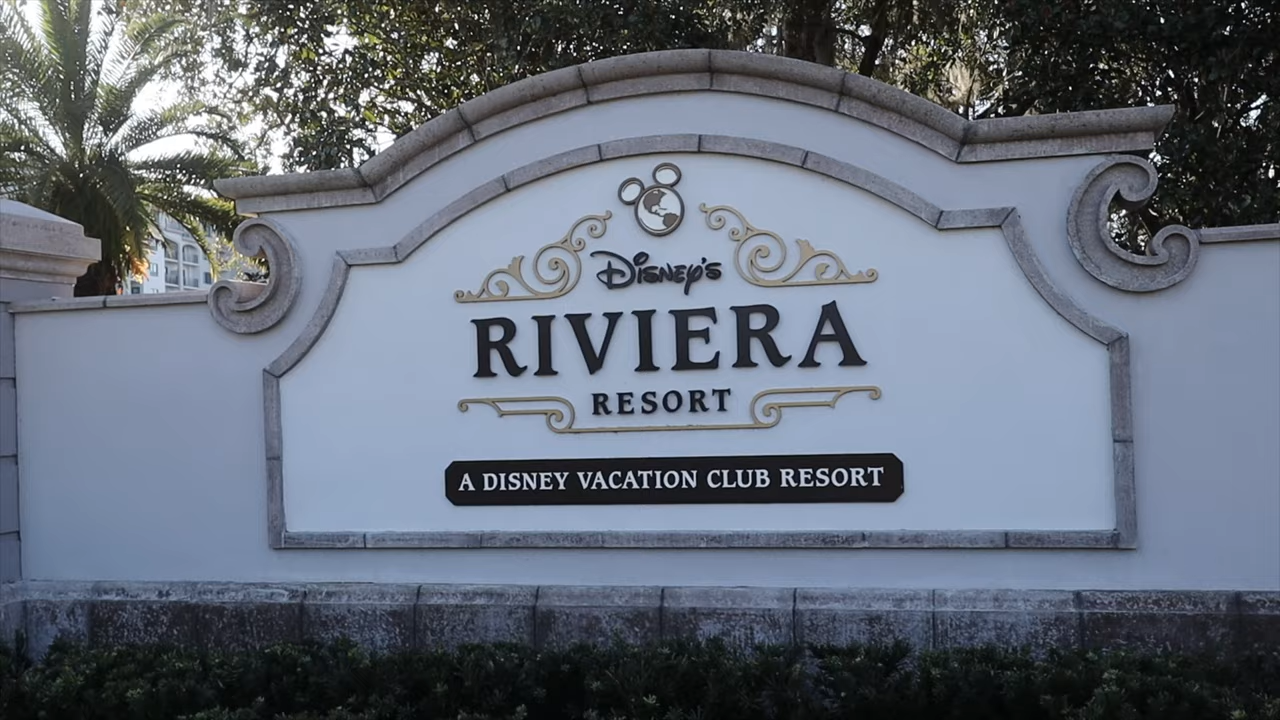 Disney's
RIVIERA
RESORT
A DISNEY VACATION CLUB RESORT